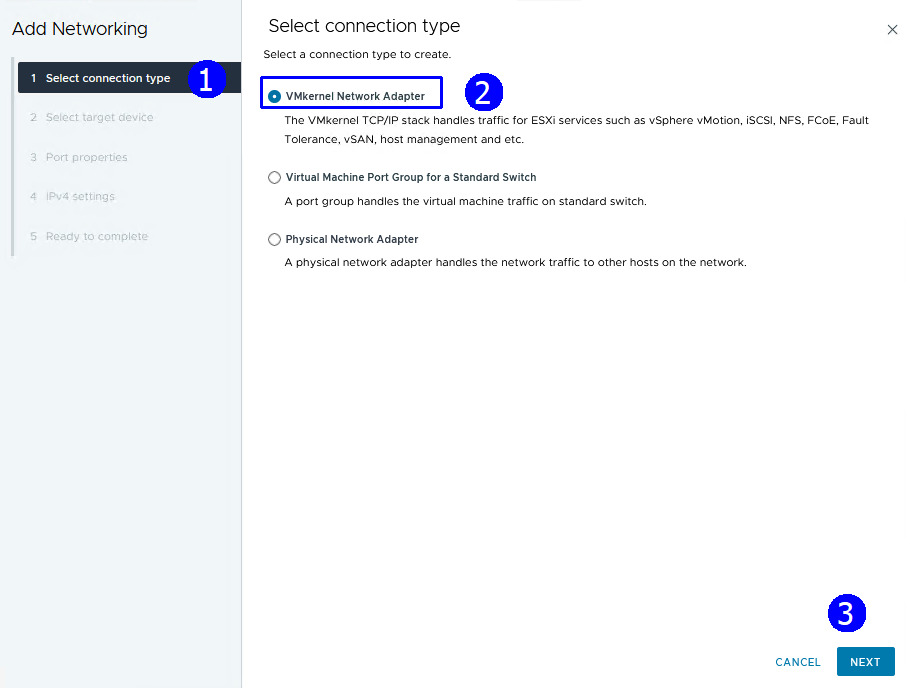 Add Networking
1 Select connection type
1
2 Select target device
3 Port properties
4 IPv4 settings
5 Ready to complete
Select connection type
Select a connection type to create.
VMkernel Network Adapter
2
The VMkernel TCP/IP stack handles traffic for ESXi services such as vSphere vMotion, iSCSI, NFS, FCoE, Fault
Tolerance, vSAN, host management and etc.
Virtual Machine Port Group for a Standard Switch
A port group handles the virtual machine traffic on standard switch.
Physical Network Adapter
A physical network adapter handles the network traffic to other hosts on the network.
3
CANCEL NEXT